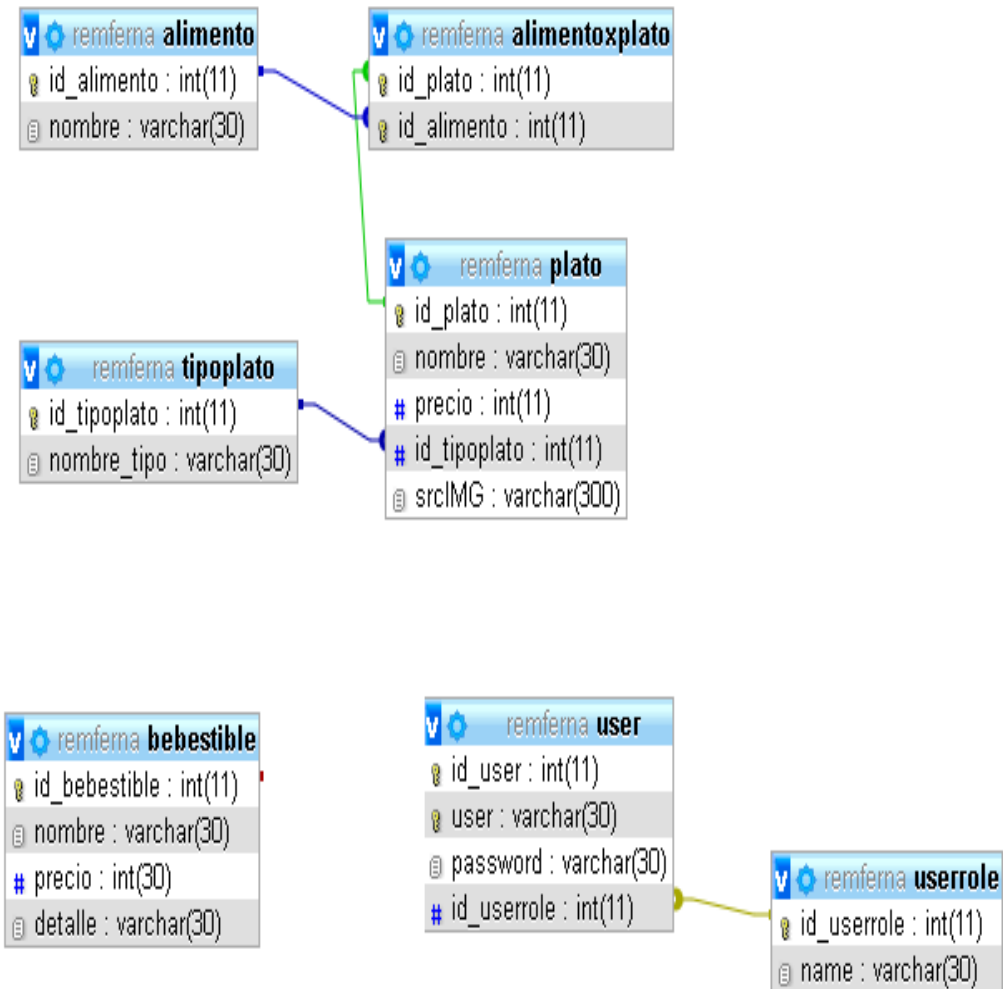 remferna alimento
id_alimento : int(11)
nombre : varchar(30)
remferna alimentoxplato
id_plato : int(11)
id_alimento : int(11)
remferna plato
id_plato : int(11)
nombre : varchar(30)
# precio : int(11)
# id_tipoplato : int(11)
srcIMG : varchar(300)
remferna tipoplato
id_tipoplato : int(11)
nombre_tipo : varchar(30)
remferna bebestible
id_bebestible : int(11)
nombre : varchar(30)
# precio : int(30)
detalle : varchar(30)
remferna user
id_user : int(11)
user : varchar(30)
password : varchar(30)
# id_userrole : int(11)
remferna userrole
id_userrole : int(11)
name : varchar(30)